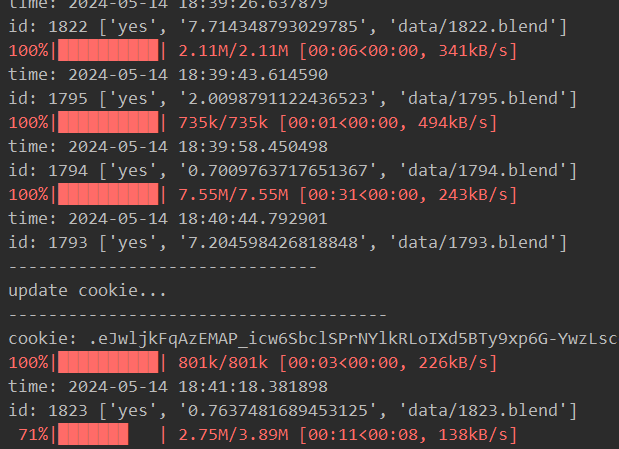 time: 2024-05-14 18:39:26.637879
id: 1822 ['yes', '7.714348793029785', 'data/1822.blend']
100%|██████████| 2.11M/2.11M [00:06<00:00, 341kB/s]
time: 2024-05-14 18:39:43.614590
id: 1795 ['yes', '2.0098791122436523', 'data/1795.blend']
100%|██████████| 735k/735k [00:01<00:00, 494kB/s]
time: 2024-05-14 18:39:58.450498
id: 1794 ['yes', '0.7009763717651367', 'data/1794.blend']
100%|██████████| 7.55M/7.55M [00:31<00:00, 243kB/s]
time: 2024-05-14 18:40:44.792901
id: 1793 ['yes', '7.204598426818848', 'data/1793.blend']
-------------------------------
update cookie...
--------------------------------------
cookie: .eJwljkFqAzEMAP_icw6SbclSPrNYlkRLoIXd5BTy9xp6G-YwzLsc
100%|██████████| 801k/801k [00:03<00:00, 226kB/s]
time: 2024-05-14 18:41:18.381898
id: 1823 ['yes', '0.7637481689453125', 'data/1823.blend']
71%|███████   | 2.75M/3.89M [00:11<00:08, 138kB/s]